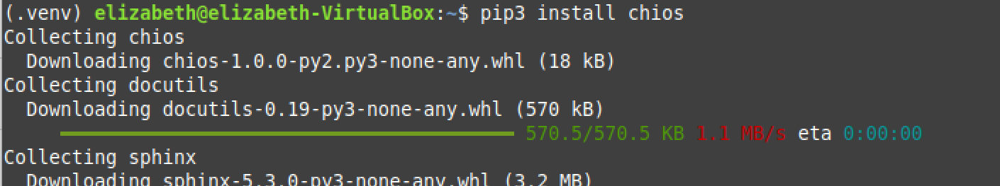 (.venv) elizabeth@elizabeth-VirtualBox:~$ pip3 install chios
Collecting chios
Downloading chios-1.0.0-py2.py3-none-any.whl (18 kB)
Collecting docutils
Downloading docutils-0.19-py3-none-any.whl (570 kB)
570.5/570.5 KB 1.1 MB/s eta 0:00:00
Collecting sphinx
Downloading sphinx-5.3.0-py3-none-any.whl (3.2 MB)